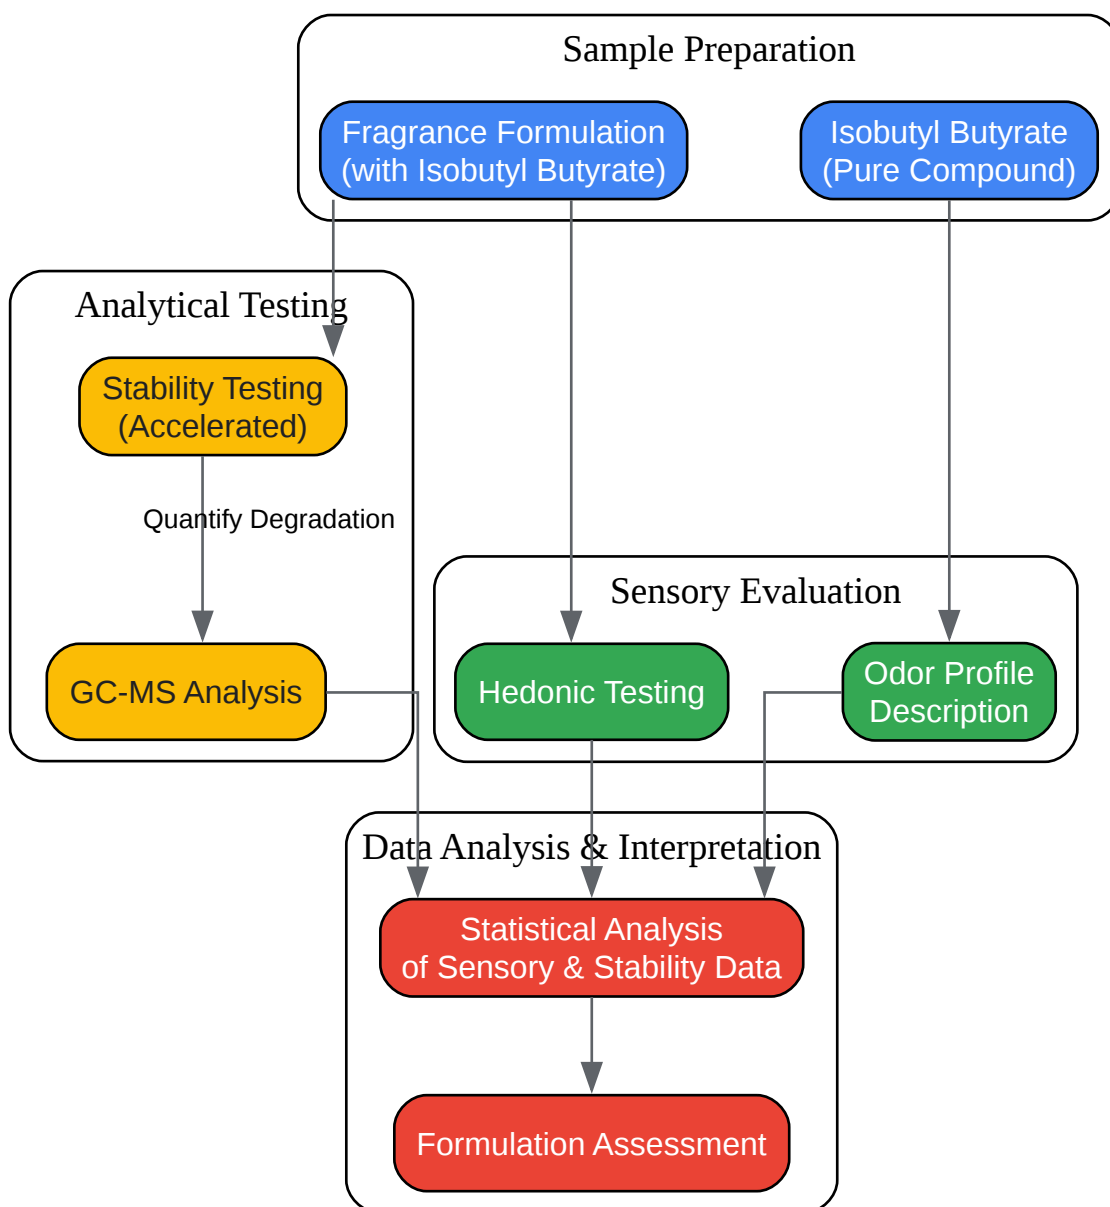 Sample Preparation
Fragrance Formulation
(with Isobutyl Butyrate)
Isobutyl Butyrate
(Pure Compound)
Analytical Testing
Stability Testing
(Accelerated)
Quantify Degradation
GC-MS Analysis
Sensory Evaluation
Hedonic Testing
Odor Profile
Description
Data Analysis & Interpretation
Statistical Analysis
of Sensory & Stability Data
Formulation Assessment